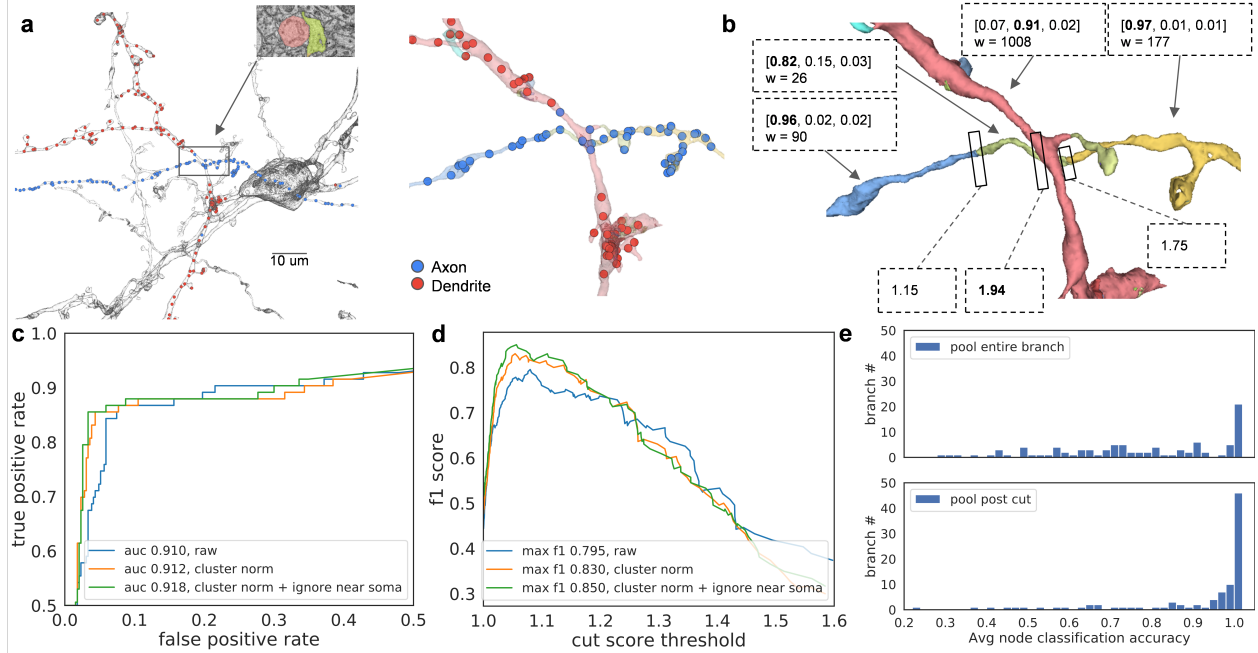 a
10 um
Axon
Dendrite
b
[0.82, 0.15, 0.03]
w = 26
[0.96, 0.02, 0.02]
w = 90
[0.07, 0.91, 0.02]
w = 1008
[0.97, 0.01, 0.01]
w = 177
1.15
1.94
1.75
c
true positive rate
1.0
0.9
0.8
0.7
0.6
0.5
auc 0.910, raw
auc 0.912, cluster norm
auc 0.918, cluster norm + ignore near soma
0.0 0.1 0.2 0.3 0.4 0.5
false positive rate
d
f1 score
0.8
0.7
0.6
0.5
0.4
0.3
max f1 0.795, raw
max f1 0.830, cluster norm
max f1 0.850, cluster norm + ignore near soma
1.0 1.1 1.2 1.3 1.4 1.5 1.6
cut score threshold
e
branch #
50
40
30
20
10
0
pool entire branch
branch #
50
40
30
20
10
0
pool post cut
0.2 0.3 0.4 0.5 0.6 0.7 0.8 0.9 1.0
Avg node classification accuracy